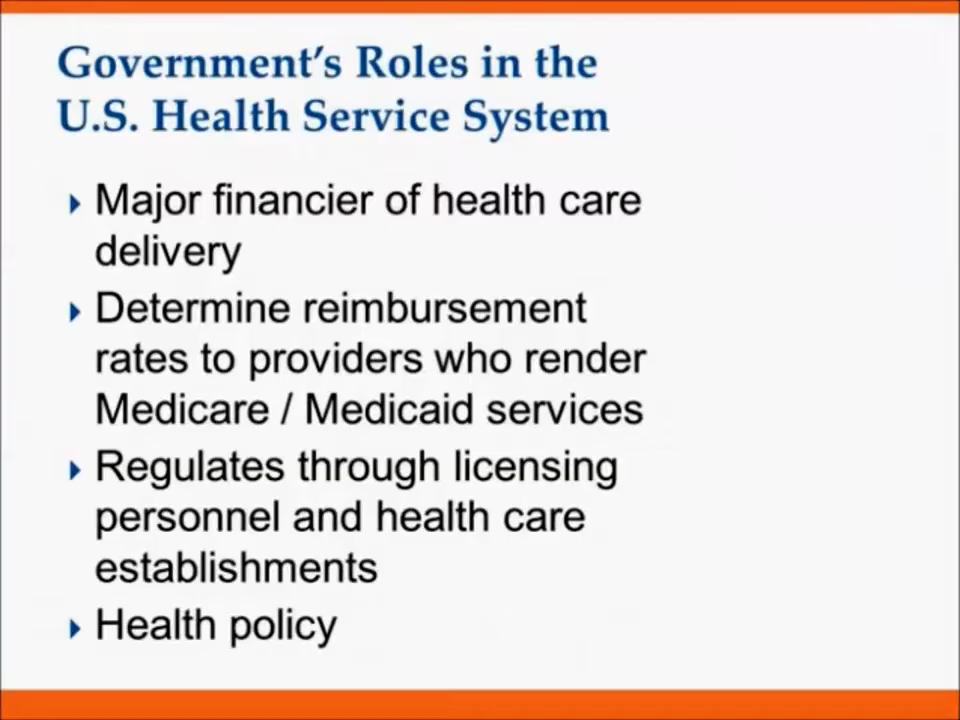 Government's Roles in the
U.S. Health Service System
Major financier of health care
delivery
Determine reimbursement
rates to providers who render
Medicare / Medicaid services
Regulates through licensing
personnel and health care
establishments
Health policy